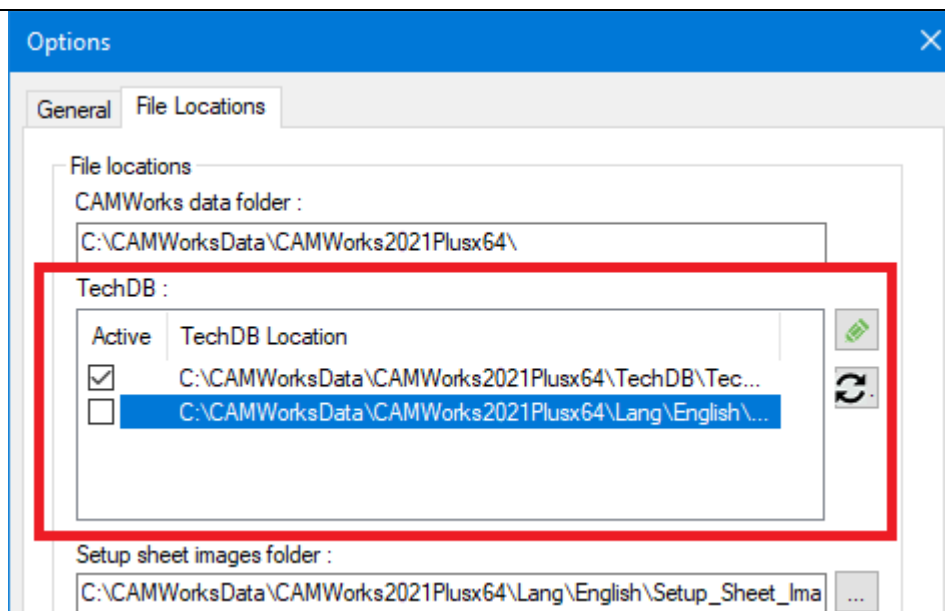 Options
General File Locations
File locations
CAMWorks data folder :
C:\CAMWorksData\CAMWorks2021Plusx64\
TechDB :
Active TechDB Location
C:\CAMWorksData\CAMWorks2021Plusx64\TechDB\Tec...
C:\CAMWorksData\CAMWorks2021Plusx64\Lang\English\...
Setup sheet images folder :
C:\CAMWorksData\CAMWorks2021Plusx64\Lang\English\Setup_Sheet_Ima ...